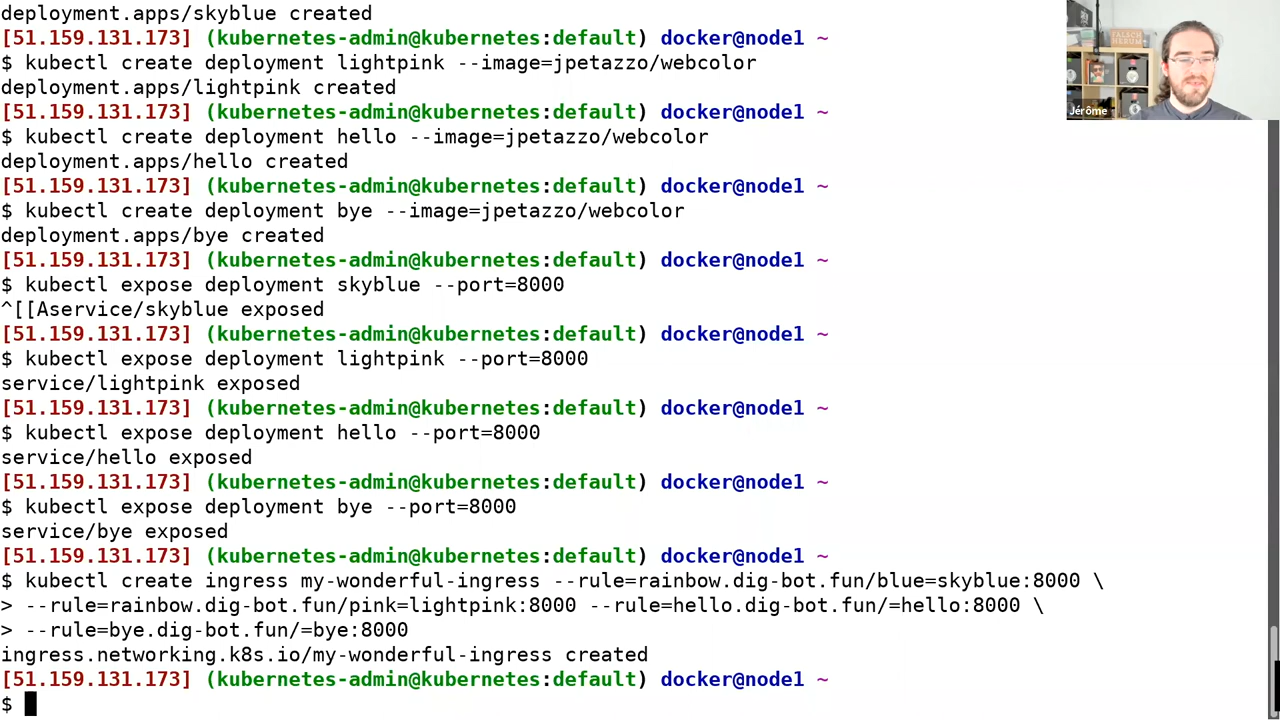 deployment.apps/skyblue created
[51.159.131.173] (kubernetes-admin@kubernetes:default) docker@node1 ~
$ kubectl create deployment lightpink --image=jpetazzo/webcolor
deployment.apps/lightpink created
[51.159.131.173] (kubernetes-admin@kubernetes:default) docker@node1 ~
$ kubectl create deployment hello --image=jpetazzo/webcolor
deployment.apps/hello created
[51.159.131.173] (kubernetes-admin@kubernetes:default) docker@node1 ~
$ kubectl create deployment bye --image=jpetazzo/webcolor
deployment.apps/bye created
[51.159.131.173] (kubernetes-admin@kubernetes:default) docker@node1 ~
$ kubectl expose deployment skyblue --port=8000
^[[Aservice/skyblue exposed
[51.159.131.173] (kubernetes-admin@kubernetes:default) docker@node1 ~
$ kubectl expose deployment lightpink --port=8000
service/lightpink exposed
[51.159.131.173] (kubernetes-admin@kubernetes:default) docker@node1 ~
$ kubectl expose deployment hello --port=8000
service/hello exposed
[51.159.131.173] (kubernetes-admin@kubernetes:default) docker@node1 ~
$ kubectl expose deployment bye --port=8000
service/bye exposed
[51.159.131.173] (kubernetes-admin@kubernetes:default) docker@node1 ~
$ kubectl create ingress my-wonderful-ingress --rule=rainbow.dig-bot.fun/blue=skyblue:8000 \
> --rule=rainbow.dig-bot.fun/pink=lightpink:8000 --rule=hello.dig-bot.fun/=hello:8000 \
> --rule=bye.dig-bot.fun/=bye:8000
ingress.networking.k8s.io/my-wonderful-ingress created
[51.159.131.173] (kubernetes-admin@kubernetes:default) docker@node1 ~
$
FALSCH
Jérôme